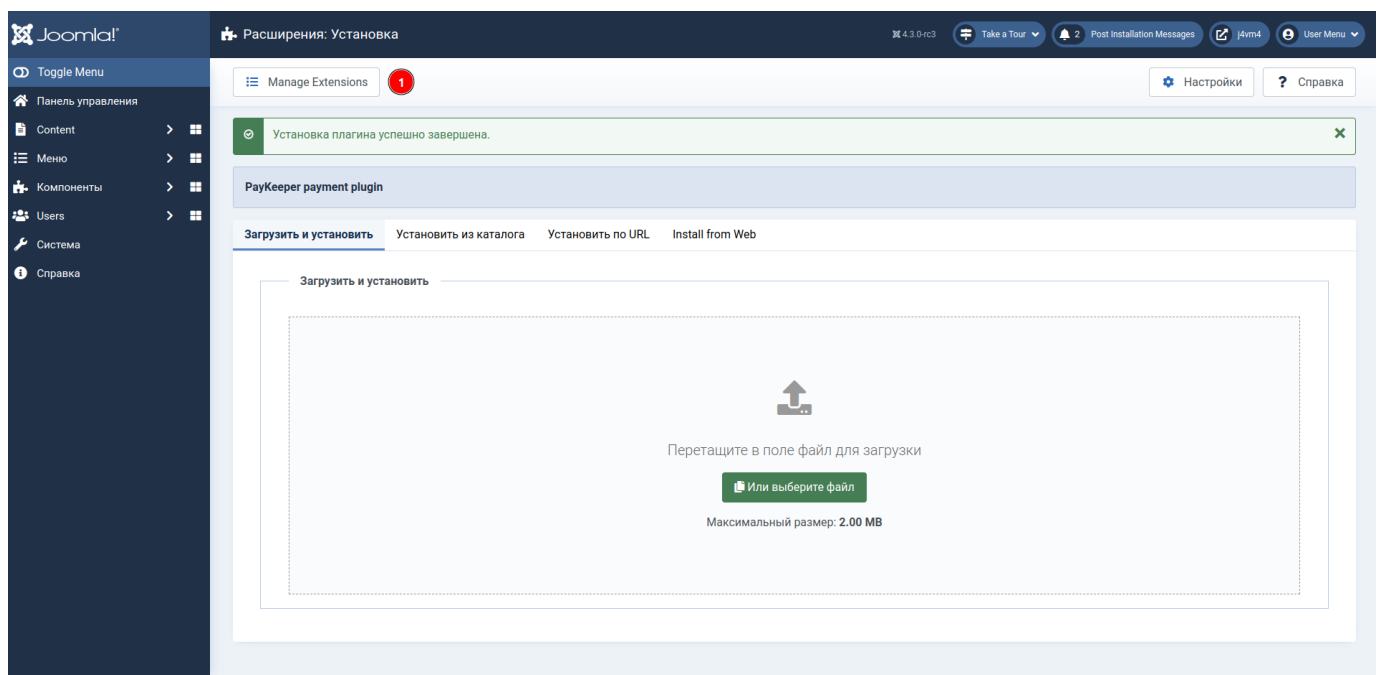 Joomla!
Расширения: Установка
4.3.0-rc3
Take a Tour
2 Post Installation Messages
j4vm4
User Menu
Toggle Menu
Панель управления
Content
Меню
Компоненты
Users
Система
Справка
Manage Extensions
1
Настройки
? Справка
Установка плагина успешно завершена.
PayKeeper payment plugin
Загрузить и установить Установить из каталога Установить по URL Install from Web
Загрузить и установить
Перетащите в поле файл для загрузки
Или выберите файл
Максимальный размер: 2.00 MB